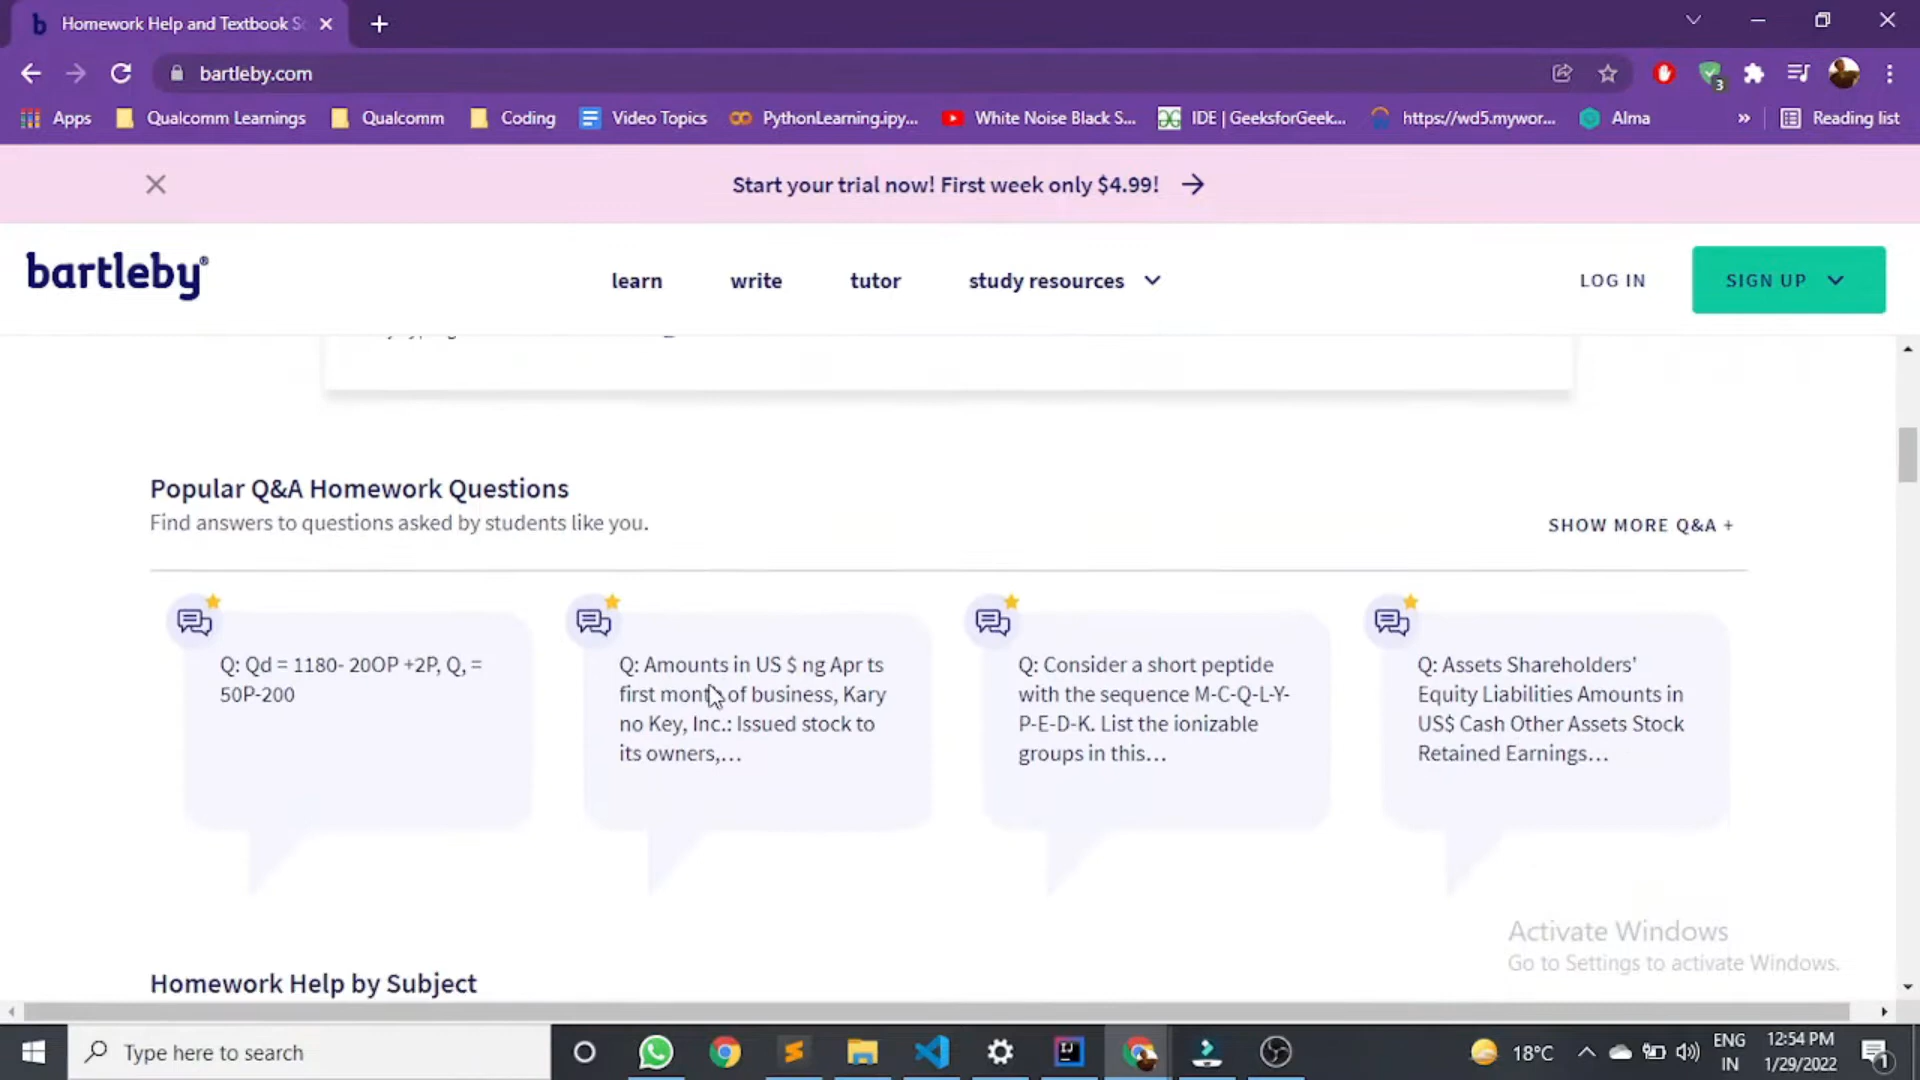 Homework Help and Textbook S
bartleby.com
3
Apps
Qualcomm Learnings
Qualcomm
Coding
Video Topics
PythonLearning.ipy...
White Noise Black S...
IDE | GeeksforGeek...
https://wd5.mywor...
Alma
»
Reading list
Start your trial now! First week only $4.99! →
bartleby®
learn
write
tutor
study resources
LOG IN
SIGN UP
Popular Q&A Homework Questions
Find answers to questions asked by students like you.
SHOW MORE Q&A +
Q: Qd = 1180- 20OP +2P, Q, =
50P-200
Q: Amounts in US $ ng Apr ts
first month of business, Kary
no Key, Inc.: Issued stock to
its owners,...
Q: Consider a short peptide
with the sequence M-C-Q-L-Y-
P-E-D-K. List the ionizable
groups in this...
Q: Assets Shareholders'
Equity Liabilities Amounts in
US$ Cash Other Assets Stock
Retained Earnings...
Activate Windows
Go to Settings to activate Windows.
Homework Help by Subject
Type here to search
18°C
ENG
IN
12:54 PM
1/29/2022
1